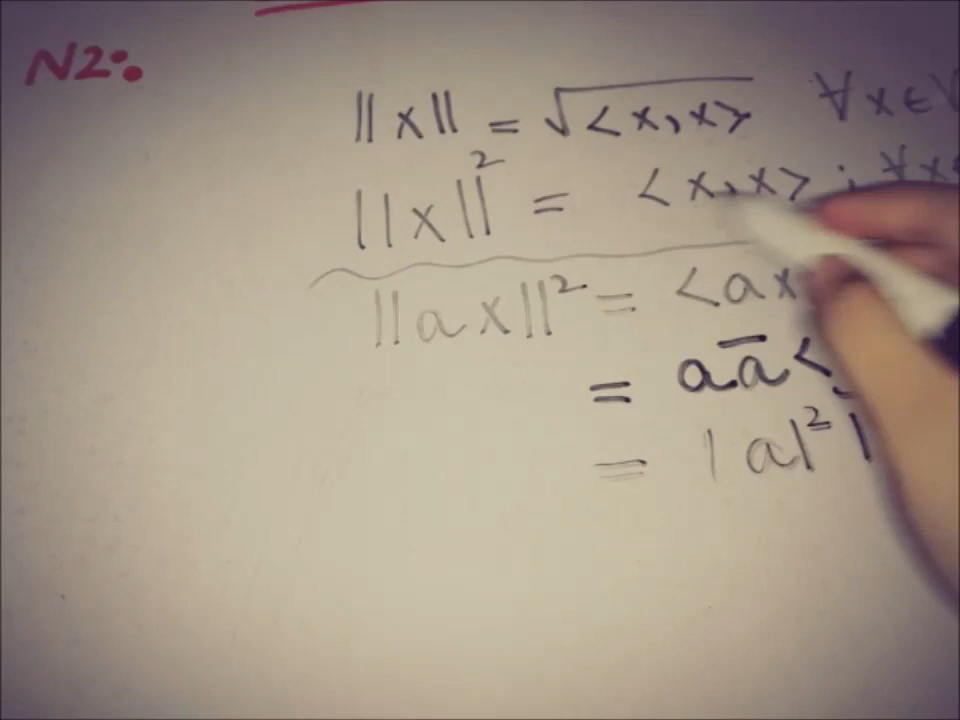 N2:
||x|| = √<x,x> ∀x∈V
||x||² = <x,x> ; ∀x
||ax||² = <ax
= aā<
= |a|² |